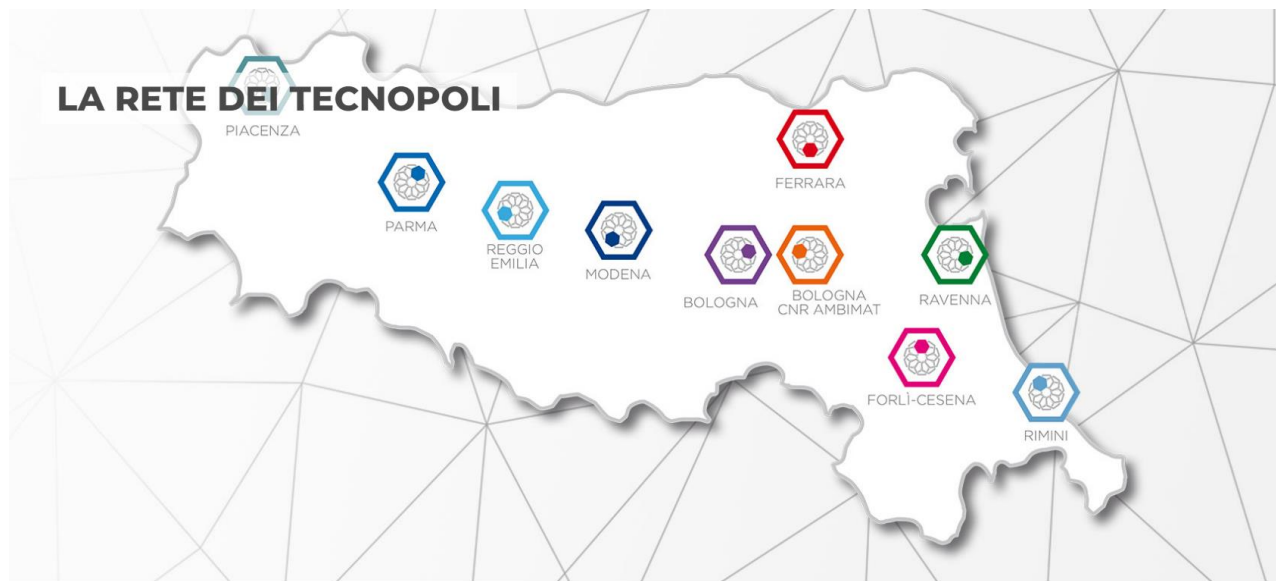 LA RETE DEI TECNOPOLI
PIACENZA
PARMA
REGGIO
EMILIA
MODENA
BOLOGNA
BOLOGNA
CNR AMBIMAT
FERRARA
RAVENNA
FORLÌ-CESENA
RIMINI